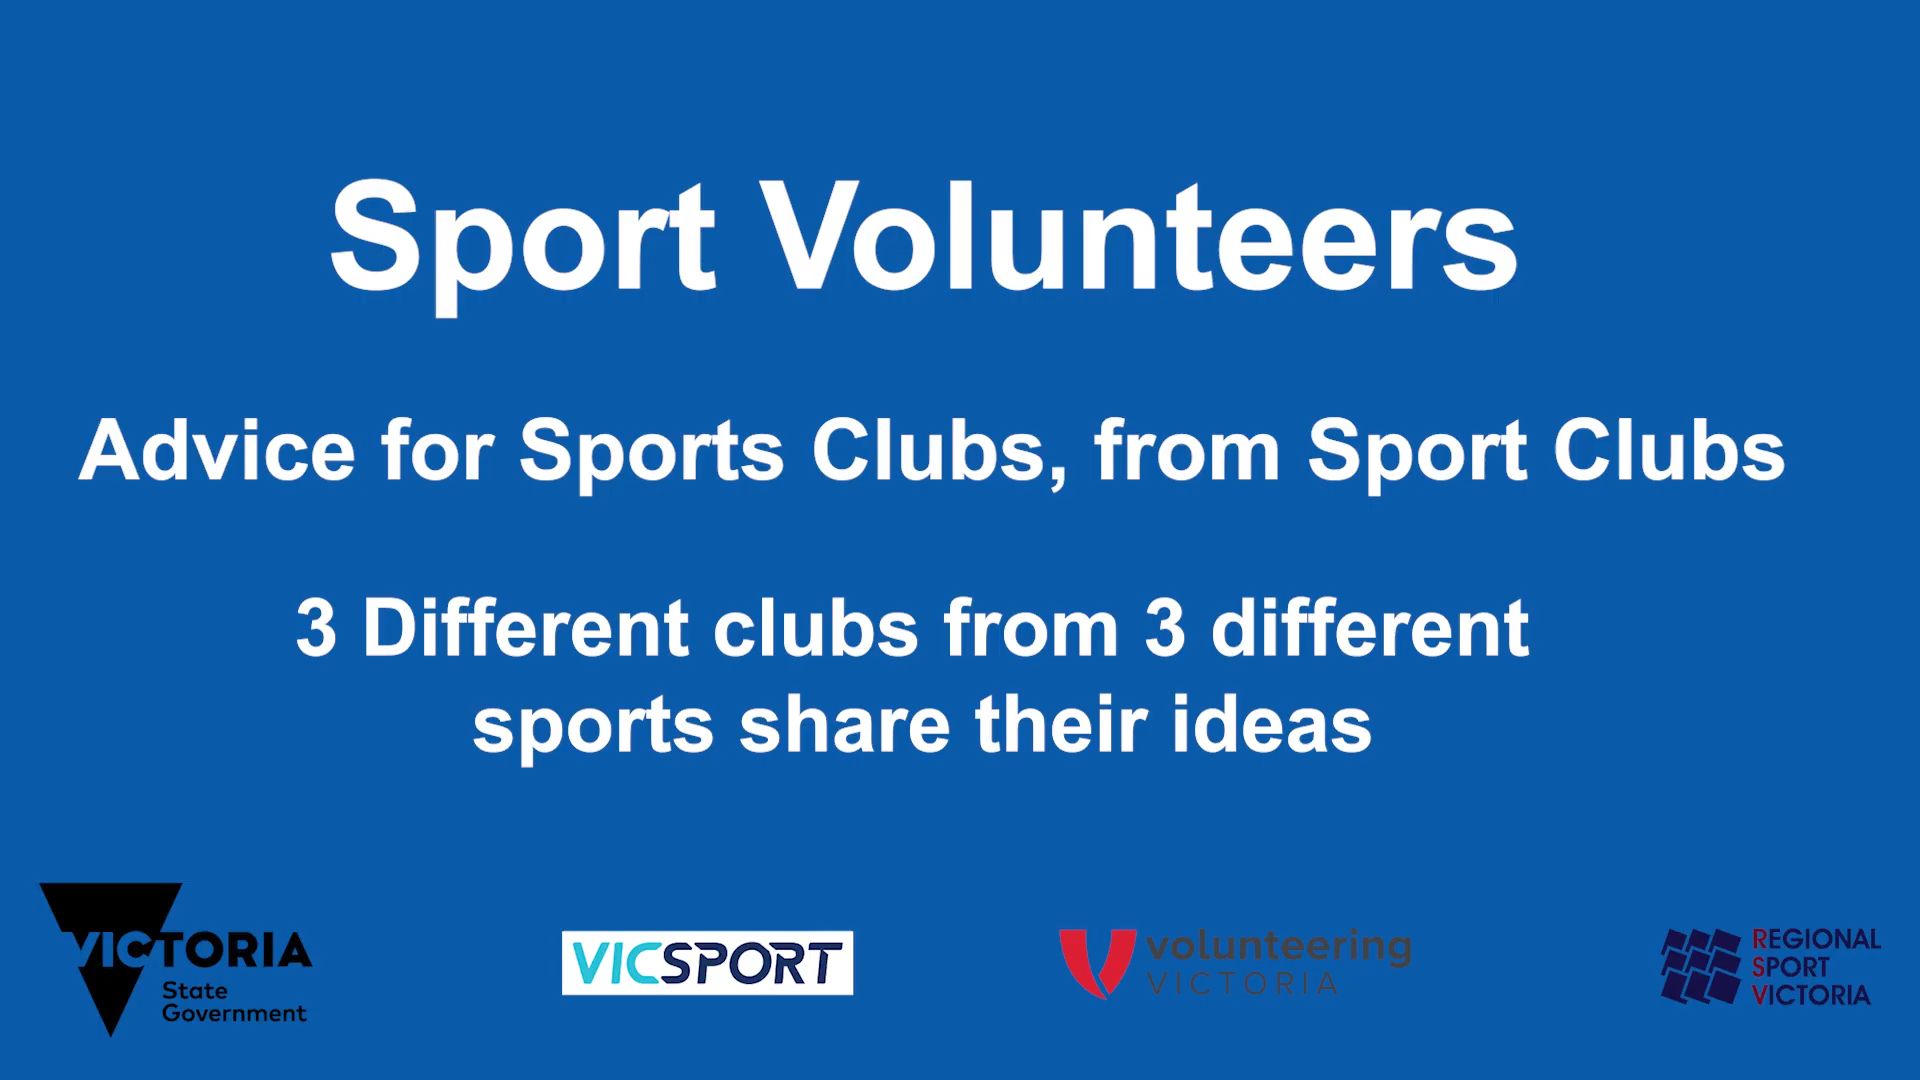 Sport Volunteers
Advice for Sports Clubs, from Sport Clubs
3 Different clubs from 3 different
sports share their ideas
VICTORIA
State
Government
VICSPORT
volunteering
VICTORIA
REGIONAL
SPORT
VICTORIA